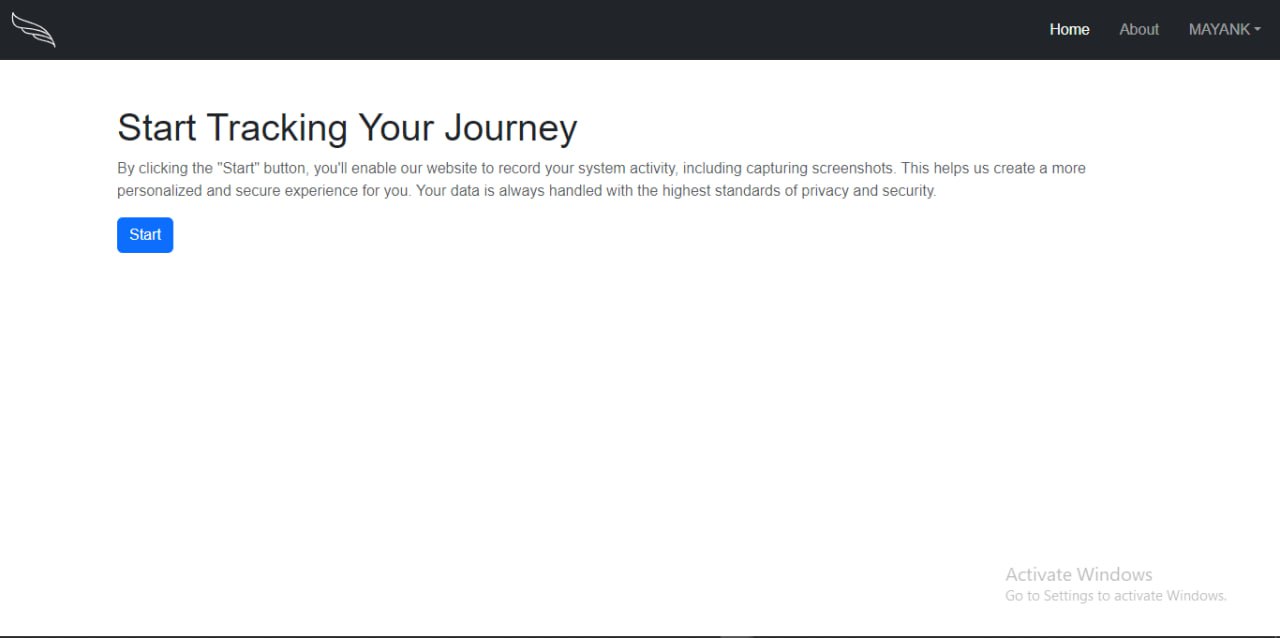 Home About MAYANK
Start Tracking Your Journey
By clicking the "Start" button, you'll enable our website to record your system activity, including capturing screenshots. This helps us create a more
personalized and secure experience for you. Your data is always handled with the highest standards of privacy and security.
Start
Activate Windows
Go to Settings to activate Windows.